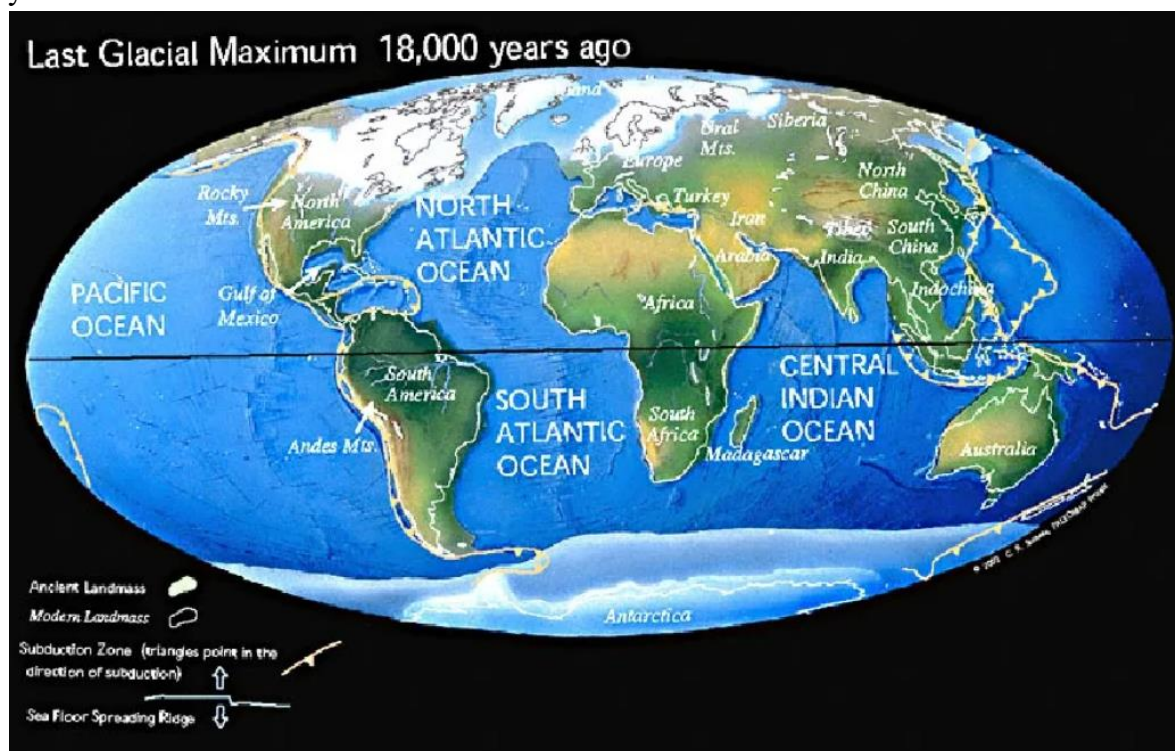 y
Last Glacial Maximum 18,000 years ago
Siberia
Ural
Mts.
Europe
North
China
Rocky
Mts.
North
America
NORTH
ATLANTIC
OCEAN
Turkey
Iran
Tibet
South
China
Arabia
India
PACIFIC
OCEAN
Gulf of
Mexico
Africa
Indochina
South
America
CENTRAL
INDIAN
OCEAN
SOUTH
ATLANTIC
OCEAN
South
Africa
Andes Mts.
Madagascar
Australia
Antarctica
Ancient Landmass
Modern Landmass
Subduction Zone (triangles point in the
direction of subduction)
Sea Floor Spreading Ridge